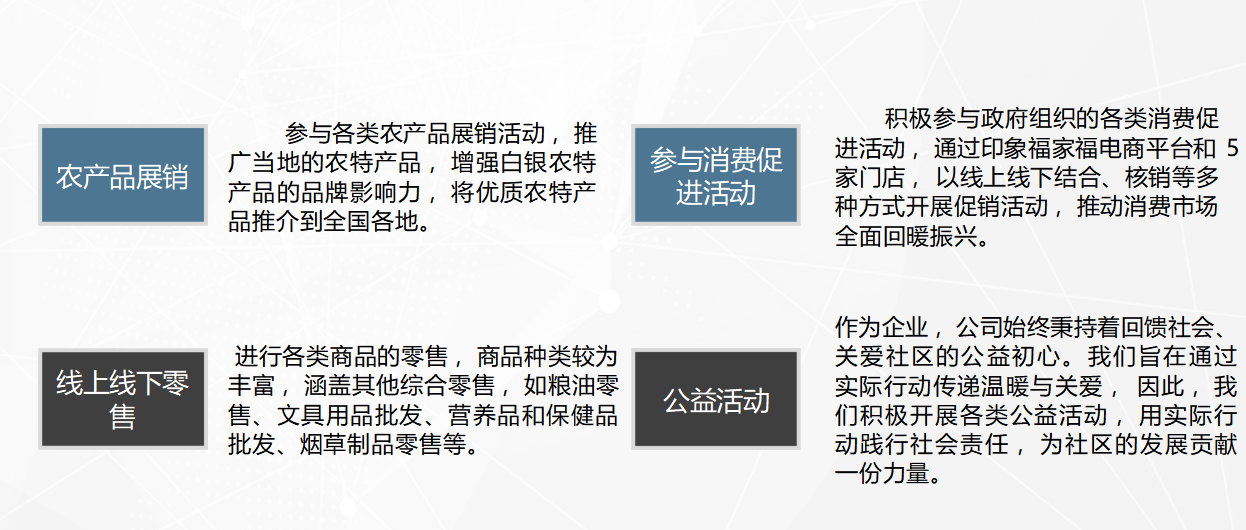 农产品展销
参与各类农产品展销活动，推
广当地的农特产品，增强白银农特
产品的品牌影响力，将优质农特产
品推介到全国各地。
参与消费促
进活动
积极参与政府组织的各类消费促
进活动，通过印象福家福电商平台和 5
家门店，以线上线下结合、核销等多
种方式开展促销活动，推动消费市场
全面回暖振兴。
线上线下零
售
进行各类商品的零售，商品种类较为
丰富，涵盖其他综合零售，如粮油零
售、文具用品批发、营养品和保健品
批发、烟草制品零售等。
公益活动
作为企业，公司始终秉持着回馈社会、
关爱社区的公益初心。我们旨在通过
实际行动传递温暖与关爱， 因此，我
们积极开展各类公益活动，用实际行
动践行社会责任，为社区的发展贡献
一份力量。